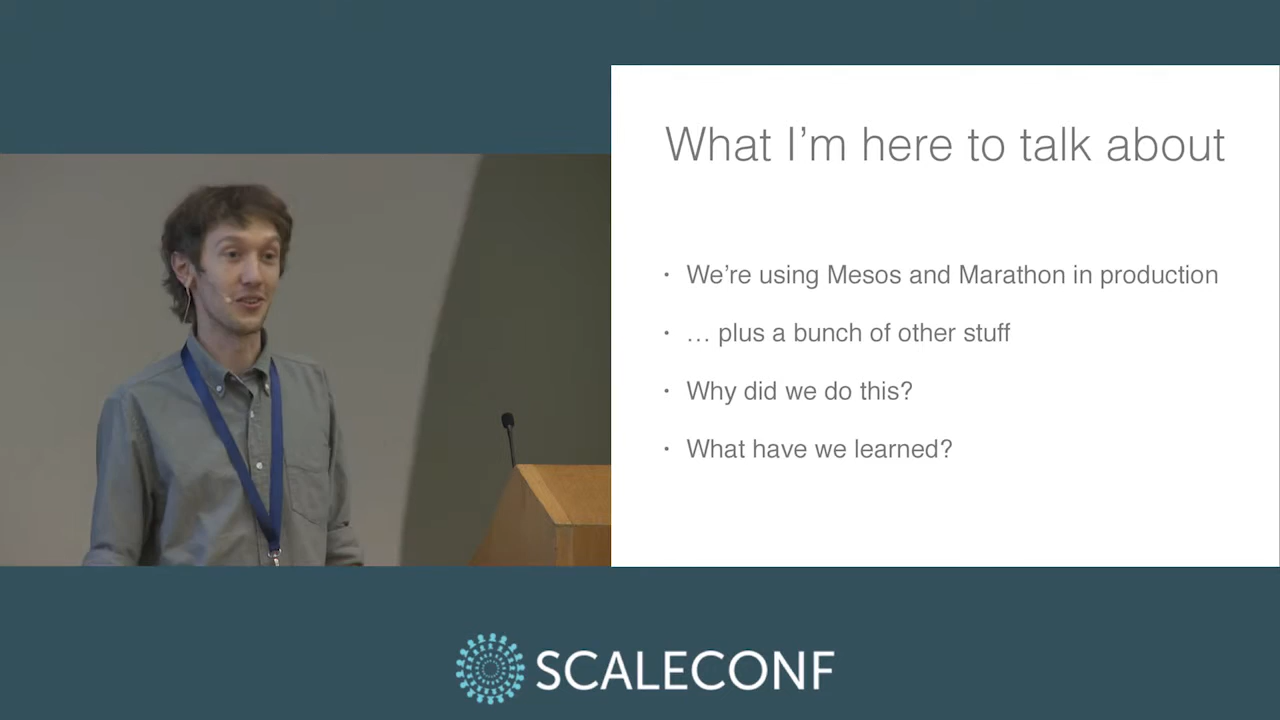 What I'm here to talk about
• We're using Mesos and Marathon in production
• … plus a bunch of other stuff
• Why did we do this?
• What have we learned?
SCALECONF